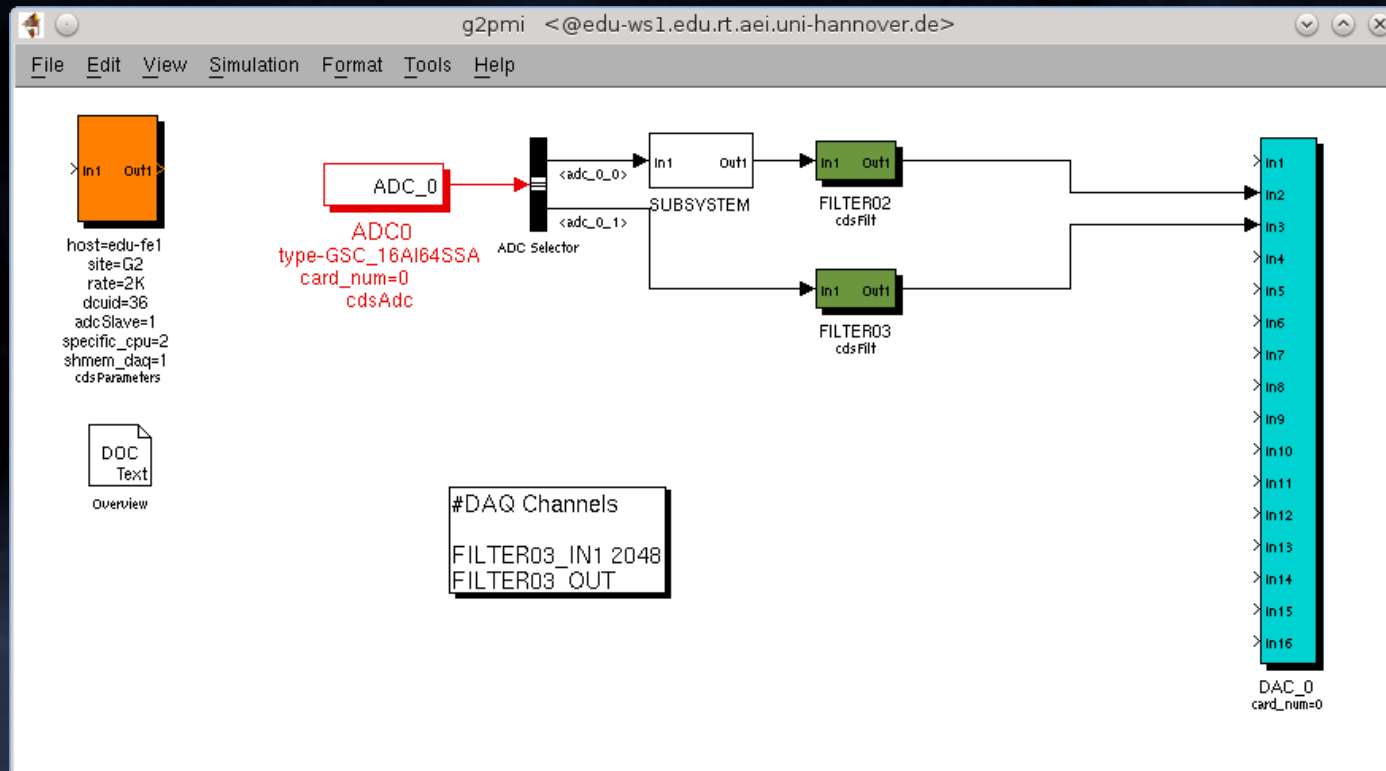 g2pmi <@edu-ws1.edu.rt.aei.uni-hannover.de>
File Edit View Simulation Format Tools Help
In1 Out1
host=edu-fe1
site=G2
rate=2K
dcuid=36
adcSlave=1
specific_cpu=2
shmem_daq=1
cdsParameters
DOC
Text
Overview
ADC_0
ADC0
type-GSC_16AI64SSA
card_num=0
cdsAdc
<adc_0_0>
<adc_0_1>
ADC Selector
In1 Out1
SUBSYSTEM
In1 Out1
FILTER02
cdsFilt
In1 Out1
FILTER03
cdsFilt
#DAQ Channels
FILTER03_IN1 2048
FILTER03_OUT
In1
In2
In3
In4
In5
In6
In7
In8
In9
In10
In11
In12
In13
In14
In15
In16
DAC_0
card_num=0